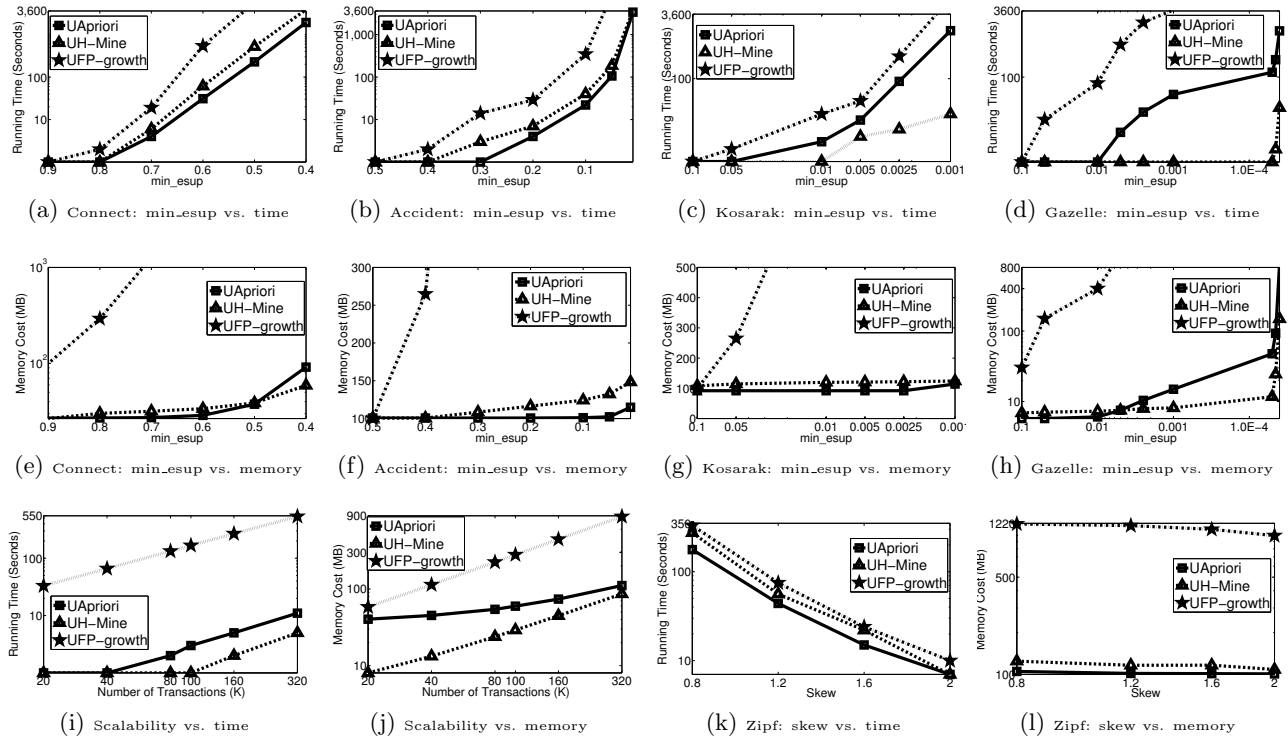 3,600
100
10
Running Time (Seconds)
UApriori
UH-Mine
UFP-growth
0.9 0.8 0.7 0.6 0.5 0.4
min_esup
(a) Connect: min_esup vs. time
3,600
1,000
100
10
Running Time (Seconds)
UApriori
UH-Mine
UFP-growth
0.5 0.4 0.3 0.2 0.1
min_esup
(b) Accident: min_esup vs. time
3,600
100
Running Time (Seconds)
UApriori
UH-Mine
UFP-growth
0.1 0.05 0.01 0.005 0.0025 0.001
min_esup
(c) Kosarak: min_esup vs. time
3,600
100
Running Time (Seconds)
UApriori
UH-Mine
UFP-growth
0.1 0.01 0.001 1.0E-4
min_esup
(d) Gazelle: min_esup vs. time
10³
10²
Memory Cost (MB)
UApriori
UH-Mine
UFP-growth
0.9 0.8 0.7 0.6 0.5 0.4
min_esup
(e) Connect: min_esup vs. memory
300
250
200
150
100
Memory Cost (MB)
UApriori
UH-Mine
UFP-growth
0.5 0.4 0.3 0.2 0.1
min_esup
(f) Accident: min_esup vs. memory
500
400
300
200
100
0
Memory Cost (MB)
UApriori
UH-Mine
UFP-growth
0.1 0.05 0.01 0.005 0.0025 0.00
min_esup
(g) Kosarak: min_esup vs. memory
800
400
100
10
Mamory Cost (MB)
UApriori
UH-Mine
UFP-growth
0.1 0.01 0.001 1.0E-4
min_esup
(h) Gazelle: min_esup vs. memory
550
100
10
Running Time (Seconds)
UApriori
UH-Mine
UFP-growth
20 40 80 100 160 320
Number of Transactions (K)
(i) Scalability vs. time
900
300
100
10
Memory Cost (MB)
UApriori
UH-Mine
UFP-growth
20 40 80 100 160 320
Number of Transactions (K)
(j) Scalability vs. memory
350
100
10
Running Time (Seconds)
UApriori
UH-Mine
UFP-growth
0.8 1.2 1.6 2
Skew
(k) Zipf: skew vs. time
1220
500
100
Memory Cost (MB)
UApriori
UH-Mine
UFP-growth
0.8 1.2 1.6 2
Skew
(l) Zipf: skew vs. memory